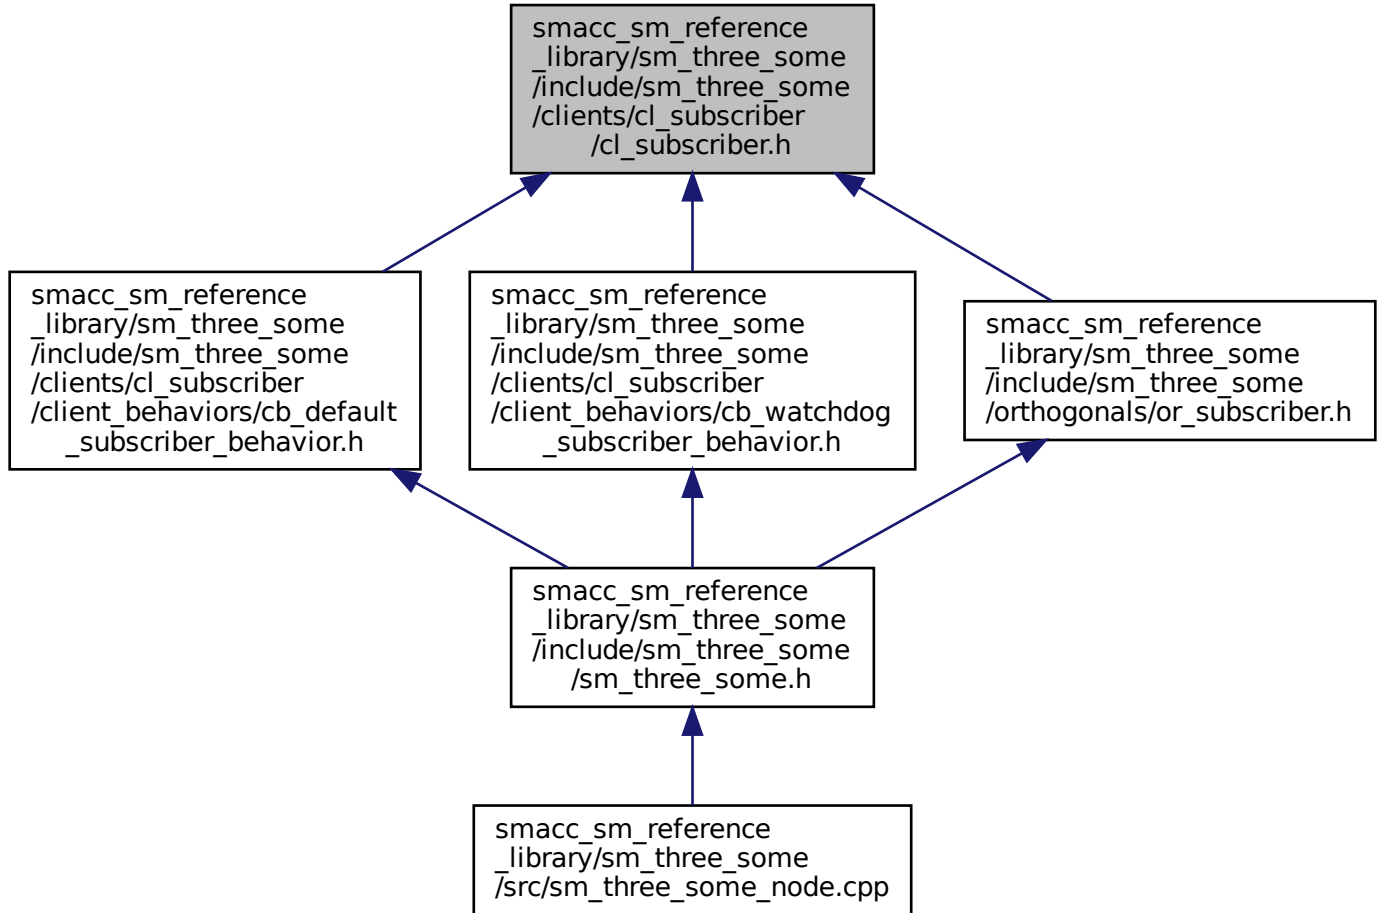 smacc_sm_reference
_library/sm_three_some
/include/sm_three_some
/clients/cl_subscriber
/cl_subscriber.h
smacc_sm_reference
_library/sm_three_some
/include/sm_three_some
/clients/cl_subscriber
/client_behaviors/cb_default
_subscriber_behavior.h
smacc_sm_reference
_library/sm_three_some
/include/sm_three_some
/clients/cl_subscriber
/client_behaviors/cb_watchdog
_subscriber_behavior.h
smacc_sm_reference
_library/sm_three_some
/include/sm_three_some
/orthogonals/or_subscriber.h
smacc_sm_reference
_library/sm_three_some
/include/sm_three_some
/sm_three_some.h
smacc_sm_reference
_library/sm_three_some
/src/sm_three_some_node.cpp